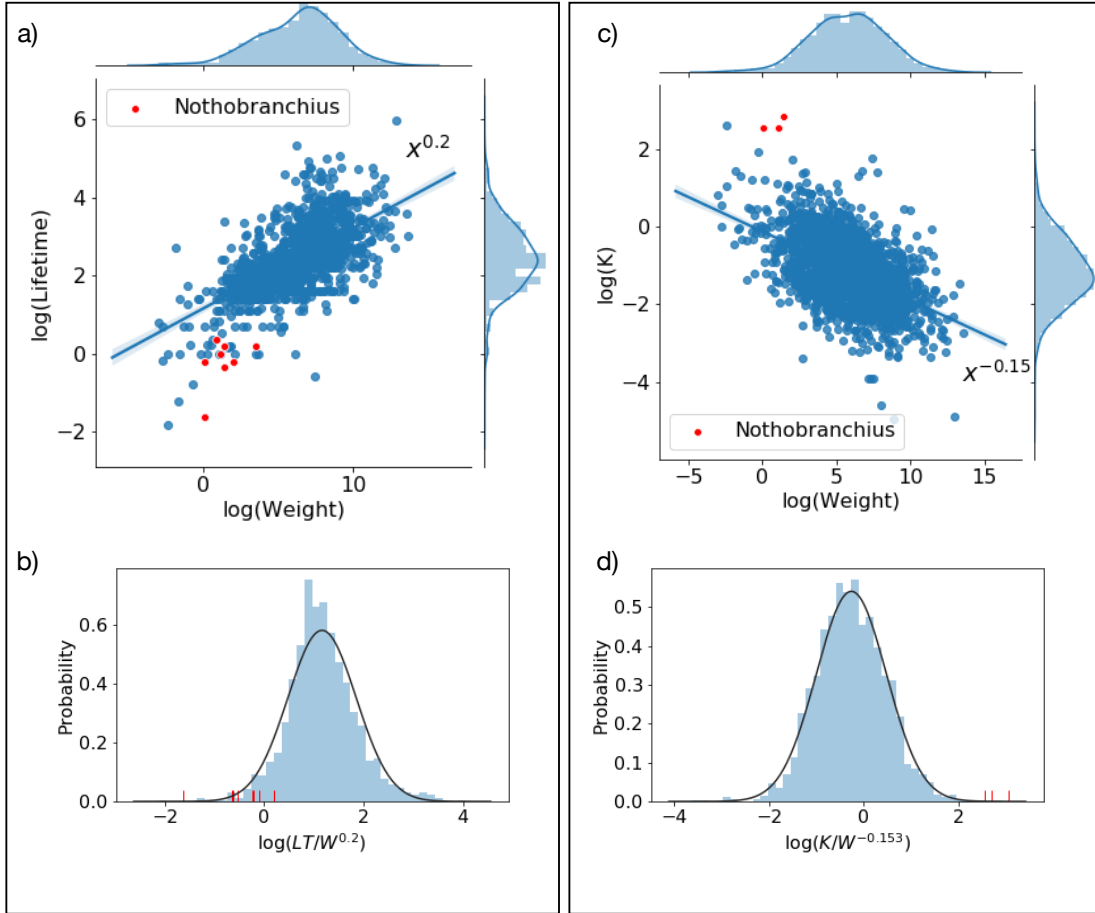 a)
Nothobranchius
x^0.2
log(Lifetime)
6
4
2
0
−2
0
10
log(Weight)
b)
Probability
0.6
0.4
0.2
0.0
−2
0
2
4
log(LT/W^0.2)
c)
log(K)
2
0
−2
−4
x^−0.15
Nothobranchius
−5
0
5
10
15
log(Weight)
d)
Probability
0.5
0.4
0.3
0.2
0.1
0.0
−4
−2
0
2
log(K/W^−0.153)